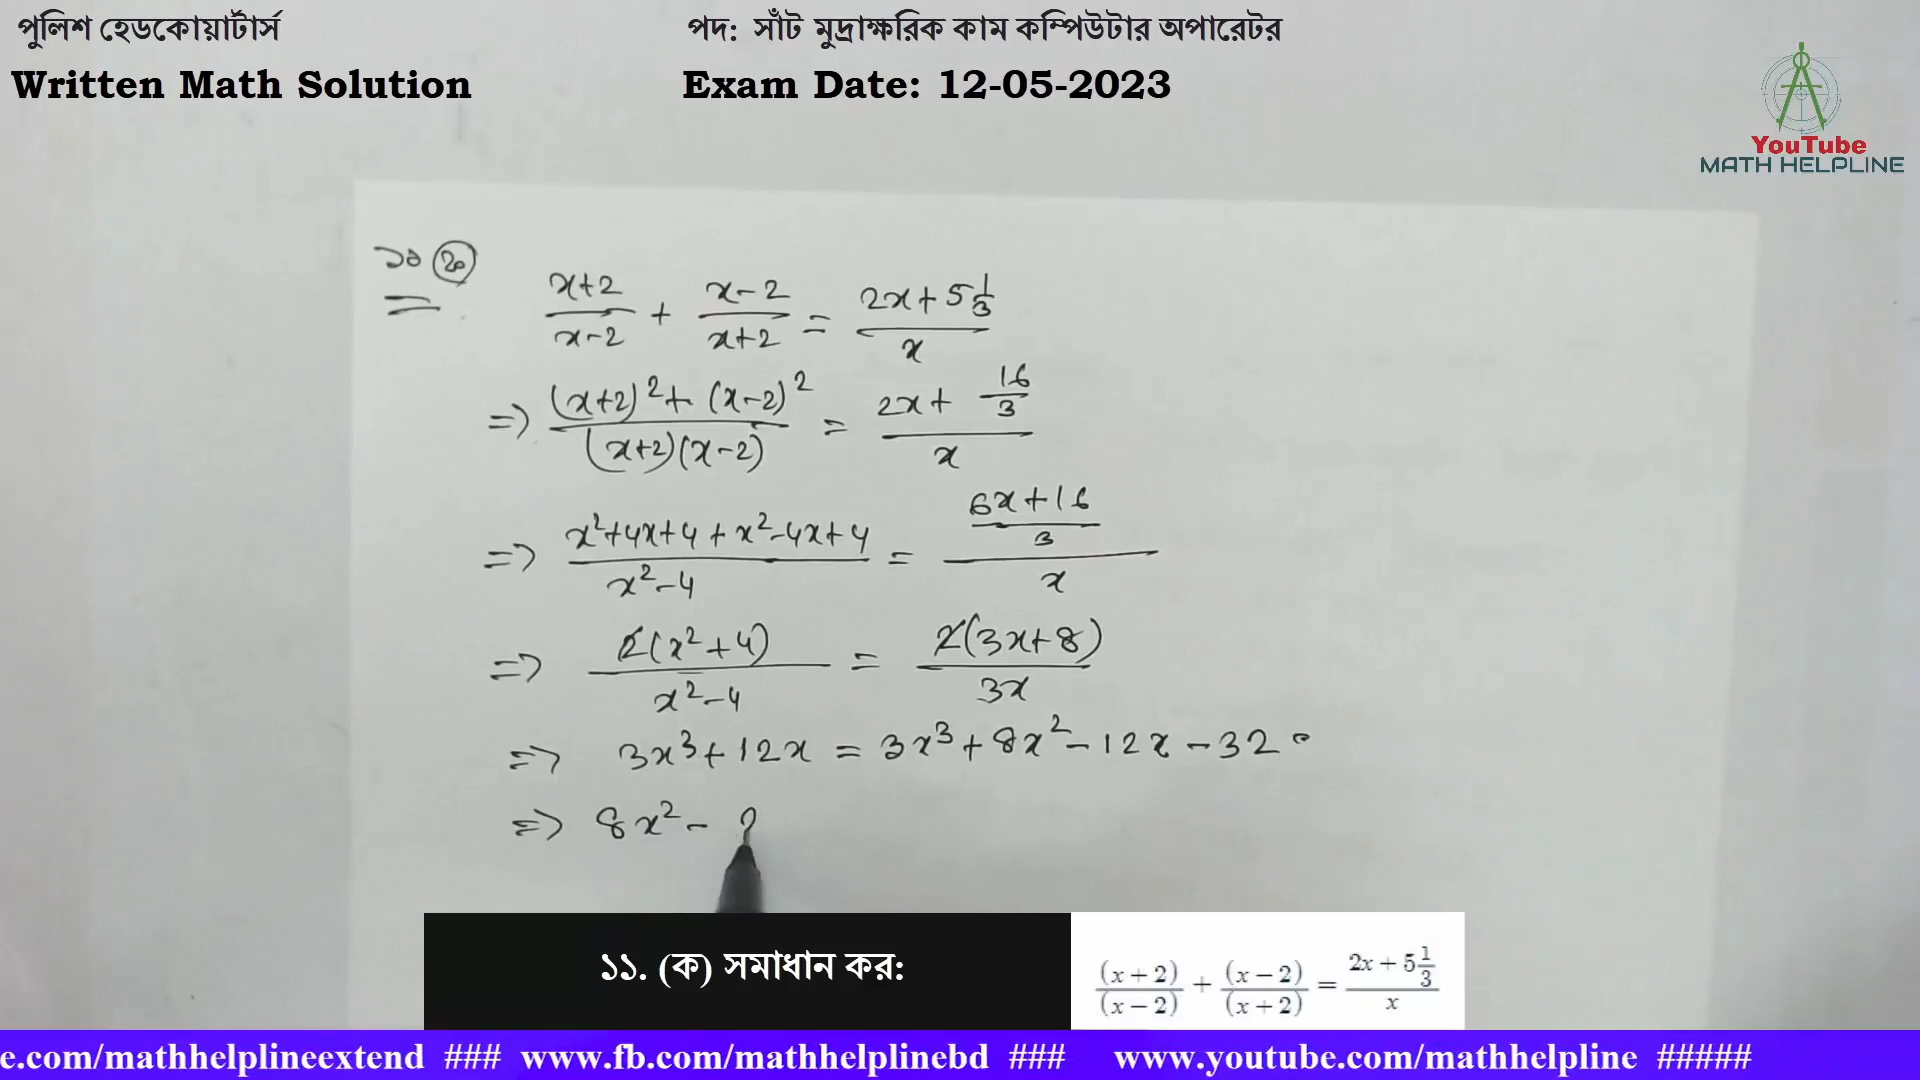 পুলিশ হেডকোয়ার্টার্স
পদ: সাঁট মুদ্রাক্ষরিক কাম কম্পিউটার অপারেটর
Written Math Solution
Exam Date: 12-05-2023
YouTube
MATH HELPLINE
(x+2)/(x-2) + (x-2)/(x+2) = (2x+5 1/3)/x
=> ((x+2)²+(x-2)²)/((x+2)(x-2)) = (2x+16/3)/x
=> (x²+4x+4+x²-4x+4)/(x²-4) = ((6x+16)/3)/x
=> 2(x²+4)/(x²-4) = 2(3x+8)/3x
=> 3x³+12x = 3x³+8x²-12x-32
=> 8x² -
১১. (ক) সমাধান কর:
(x+2)/(x-2) + (x-2)/(x+2) = (2x+5 1/3)/x
e.com/mathhelplineextend ### www.fb.com/mathhelplinebd ### www.youtube.com/mathhelpline #####